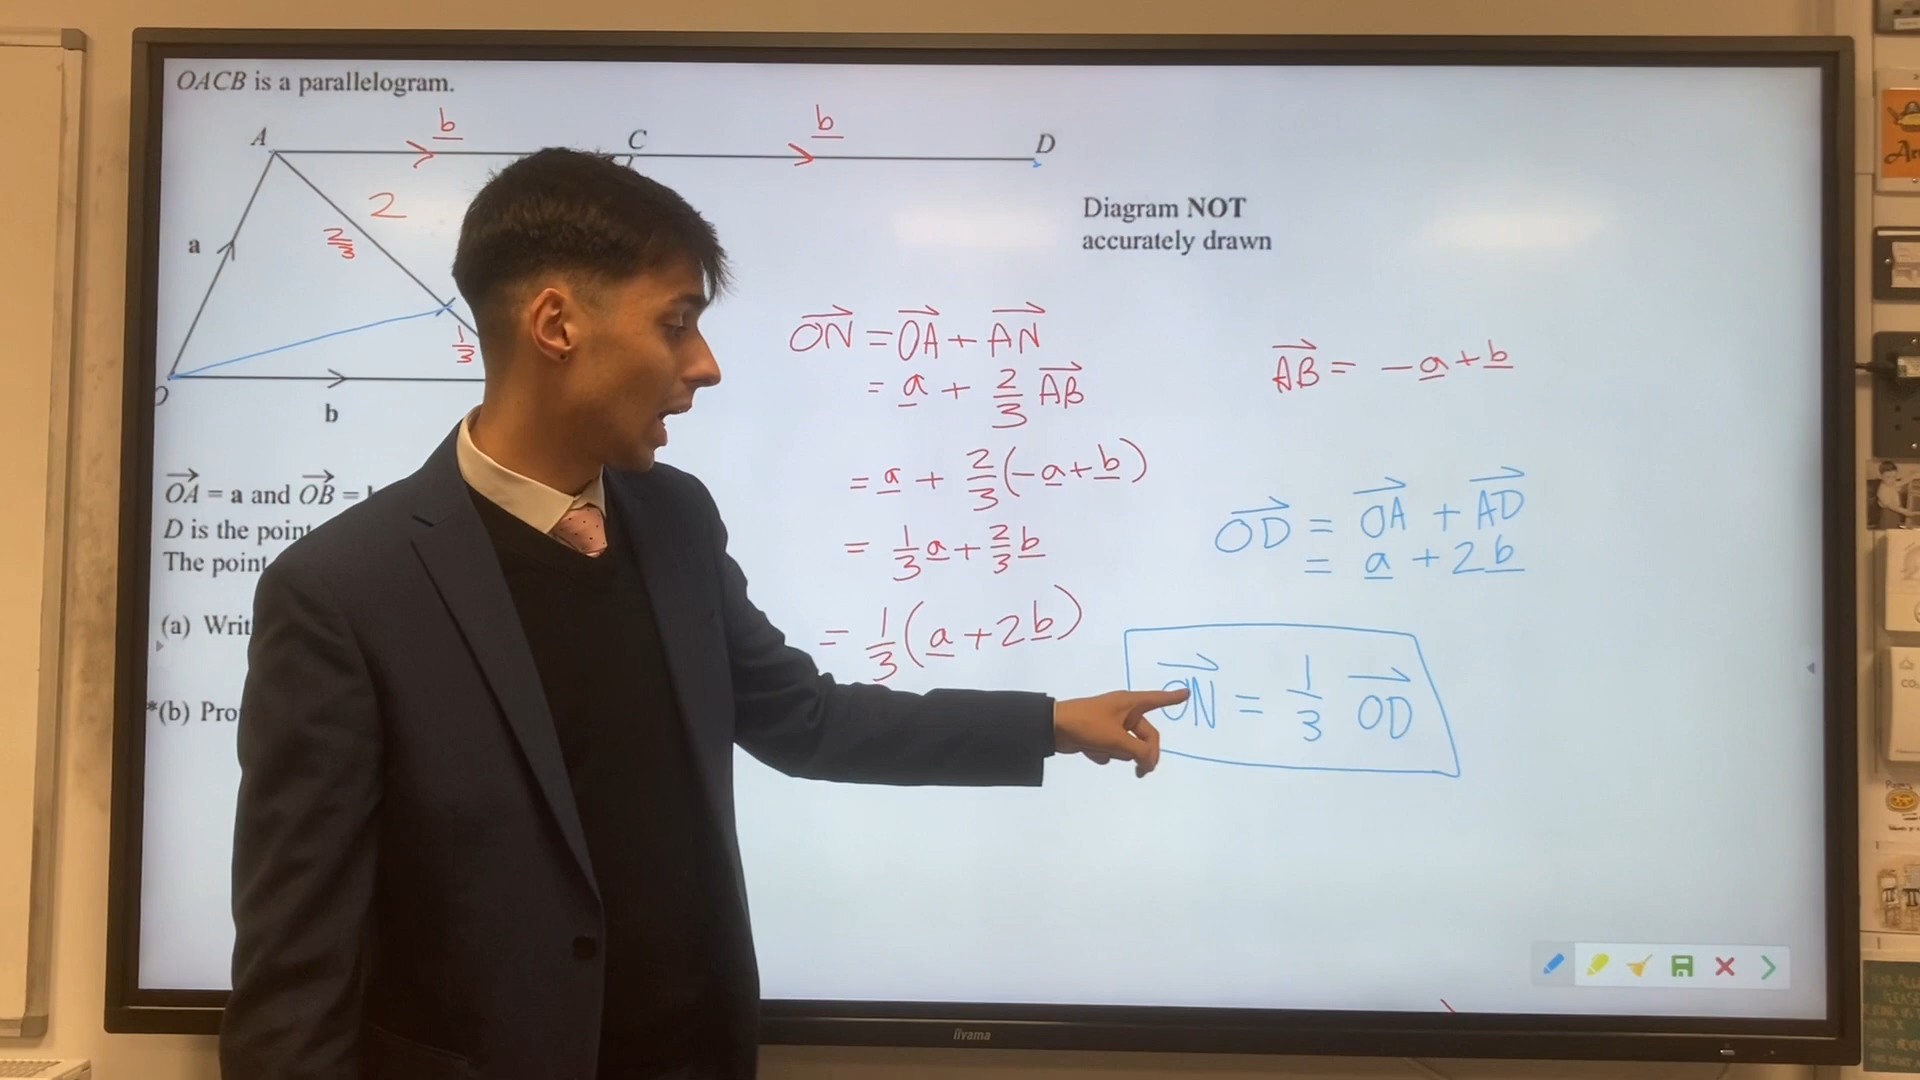 OACB is a parallelogram.
b
b
A
C
D
2
2/3
a
1/3
b
Diagram NOT
accurately drawn
ON = OA + AN
= a + 2/3 AB
= a + 2/3(-a+b)
= 1/3a + 2/3b
= 1/3(a+2b)
AB = -a+b
OD = OA + AD
= a + 2b
ON = 1/3 OD
OA = a and OB =
D is the point
The point
(a) Writ
*(b) Pro
iiyama